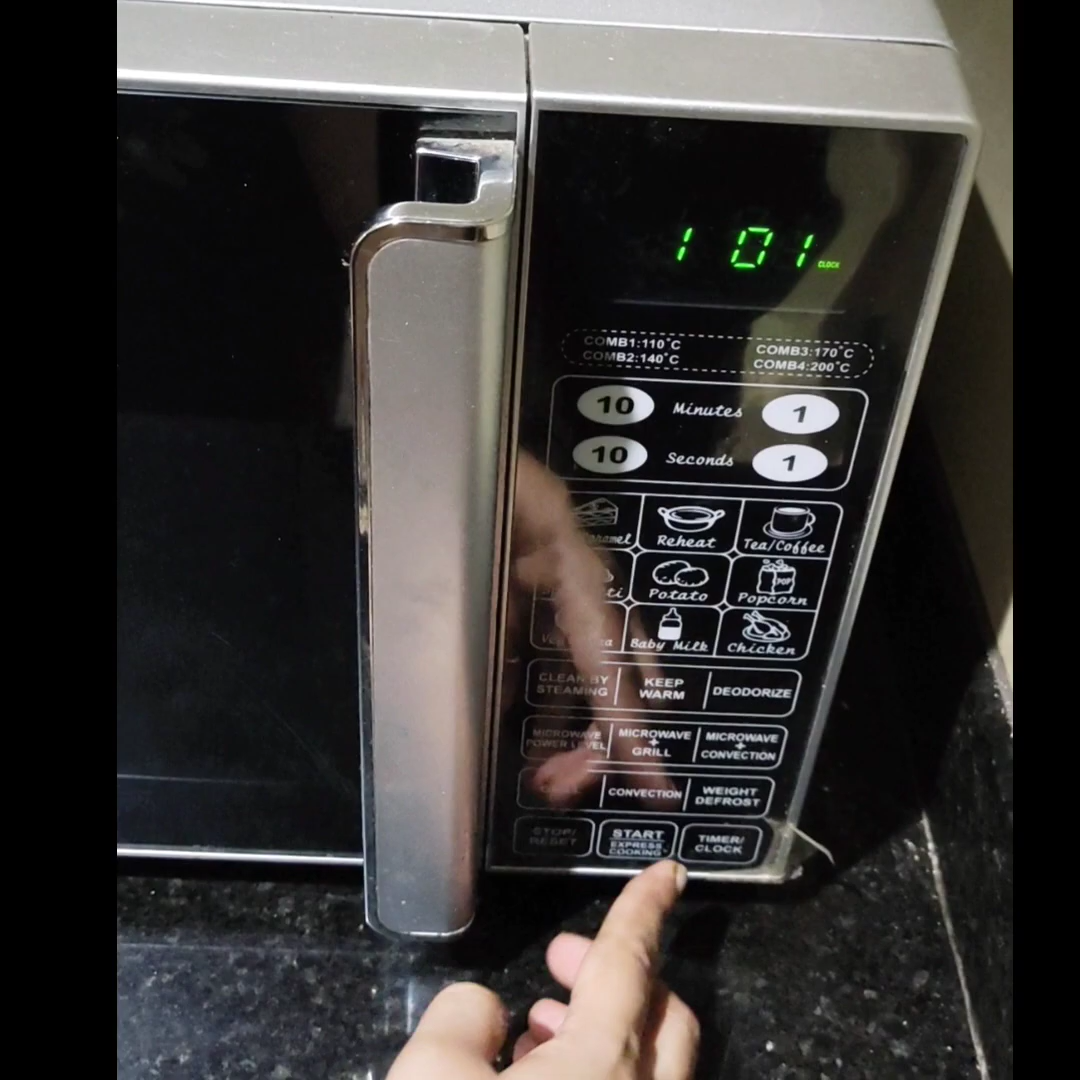 1 01
CLOCK
COMB1:110°C COMB3:170°C
COMB2:140°C COMB4:200°C
10 Minutes 1
10 Seconds 1
Reheat Tea/Coffee
Potato Popcorn
POP
Baby Milk Chicken
CLEAN BY STEAMING
KEEP WARM
DEODORIZE
MICROWAVE POWER LEVEL
MICROWAVE + GRILL
MICROWAVE + CONVECTION
CONVECTION
WEIGHT DEFROST
STOP/ RESET
START
EXPRESS COOKING
TIMER/ CLOCK